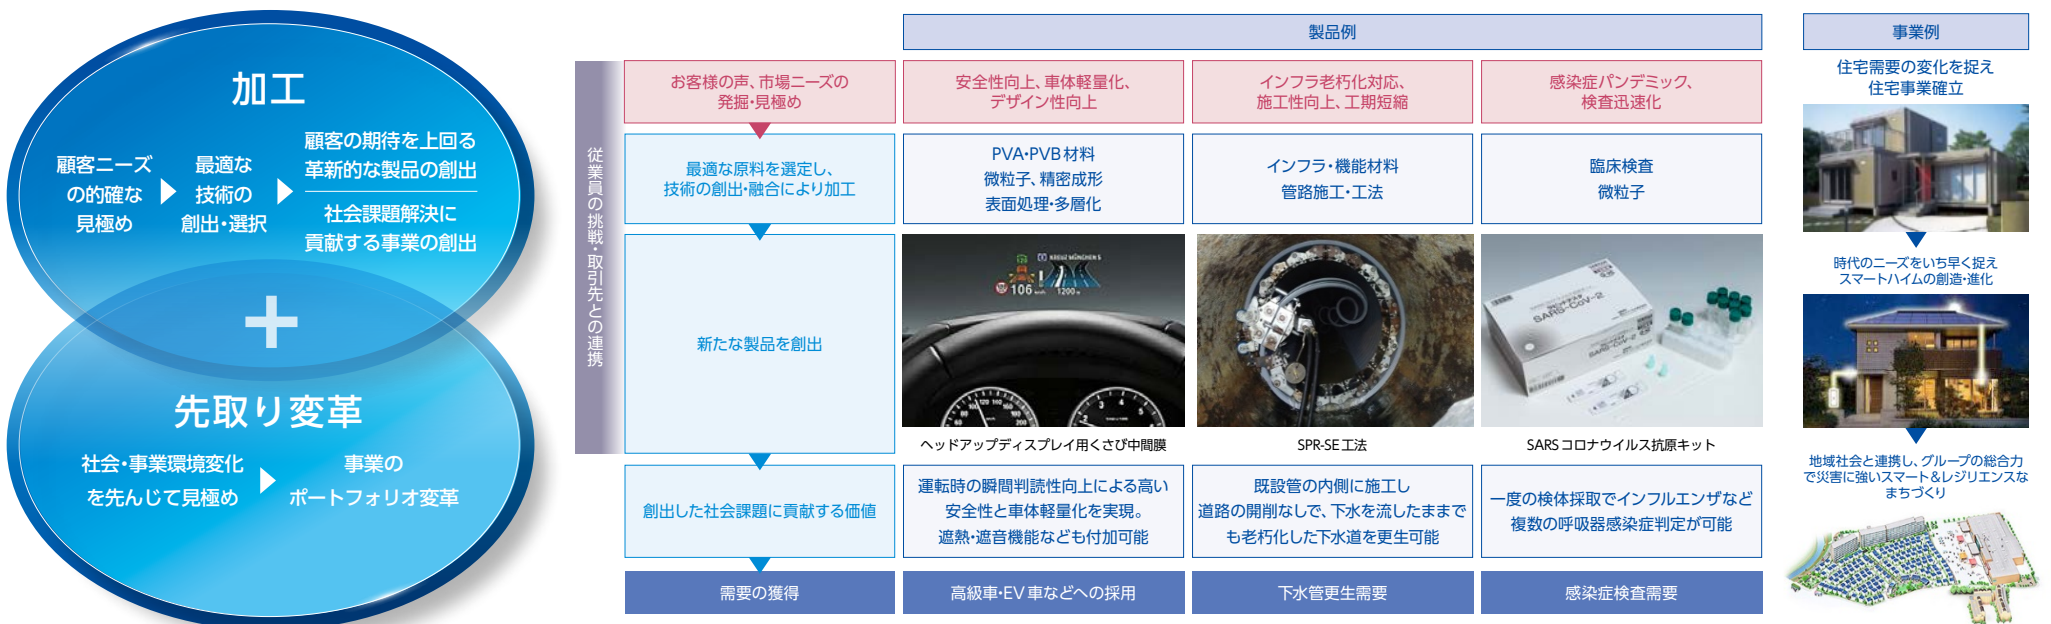 加工
顧客ニーズ
の的確な
見極め
最適な
技術の
創出・選択
顧客の期待を上回る
革新的な製品の創出
社会課題解決に
貢献する事業の創出
+
先取り変革
社会・事業環境変化
を先んじて見極め
事業の
ポートフォリオ変革
従業員の挑戦・取引先との連携
製品例
お客様の声、市場ニーズの
発掘・見極め
安全性向上、車体軽量化、
デザイン性向上
インフラ老朽化対応、
施工性向上、工期短縮
感染症パンデミック、
検査迅速化
最適な原料を選定し、
技術の創出・融合により加工
PVA・PVB材料
微粒子、精密成形
表面処理・多層化
インフラ・機能材料
管路施工・工法
臨床検査
微粒子
新たな製品を創出
KREUZ MÜNCHEN S
106 km/h
1200 m
SARS-CoV-2
SARS-CoV-2
ヘッドアップディスプレイ用くさび中間膜
SPR-SE工法
SARSコロナウイルス抗原キット
創出した社会課題に貢献する価値
運転時の瞬間判読性向上による高い
安全性と車体軽量化を実現。
遮熱・遮音機能なども付加可能
既設管の内側に施工し
道路の開削なしで、下水を流したままで
も老朽化した下水道を更生可能
一度の検体採取でインフルエンザなど
複数の呼吸器感染症判定が可能
需要の獲得
高級車・EV車などへの採用
下水管更生需要
感染症検査需要
事業例
住宅需要の変化を捉え
住宅事業確立
時代のニーズをいち早く捉え
スマートハイムの創造・進化
地域社会と連携し、グループの総合力
で災害に強いスマート&レジリエンスな
まちづくり